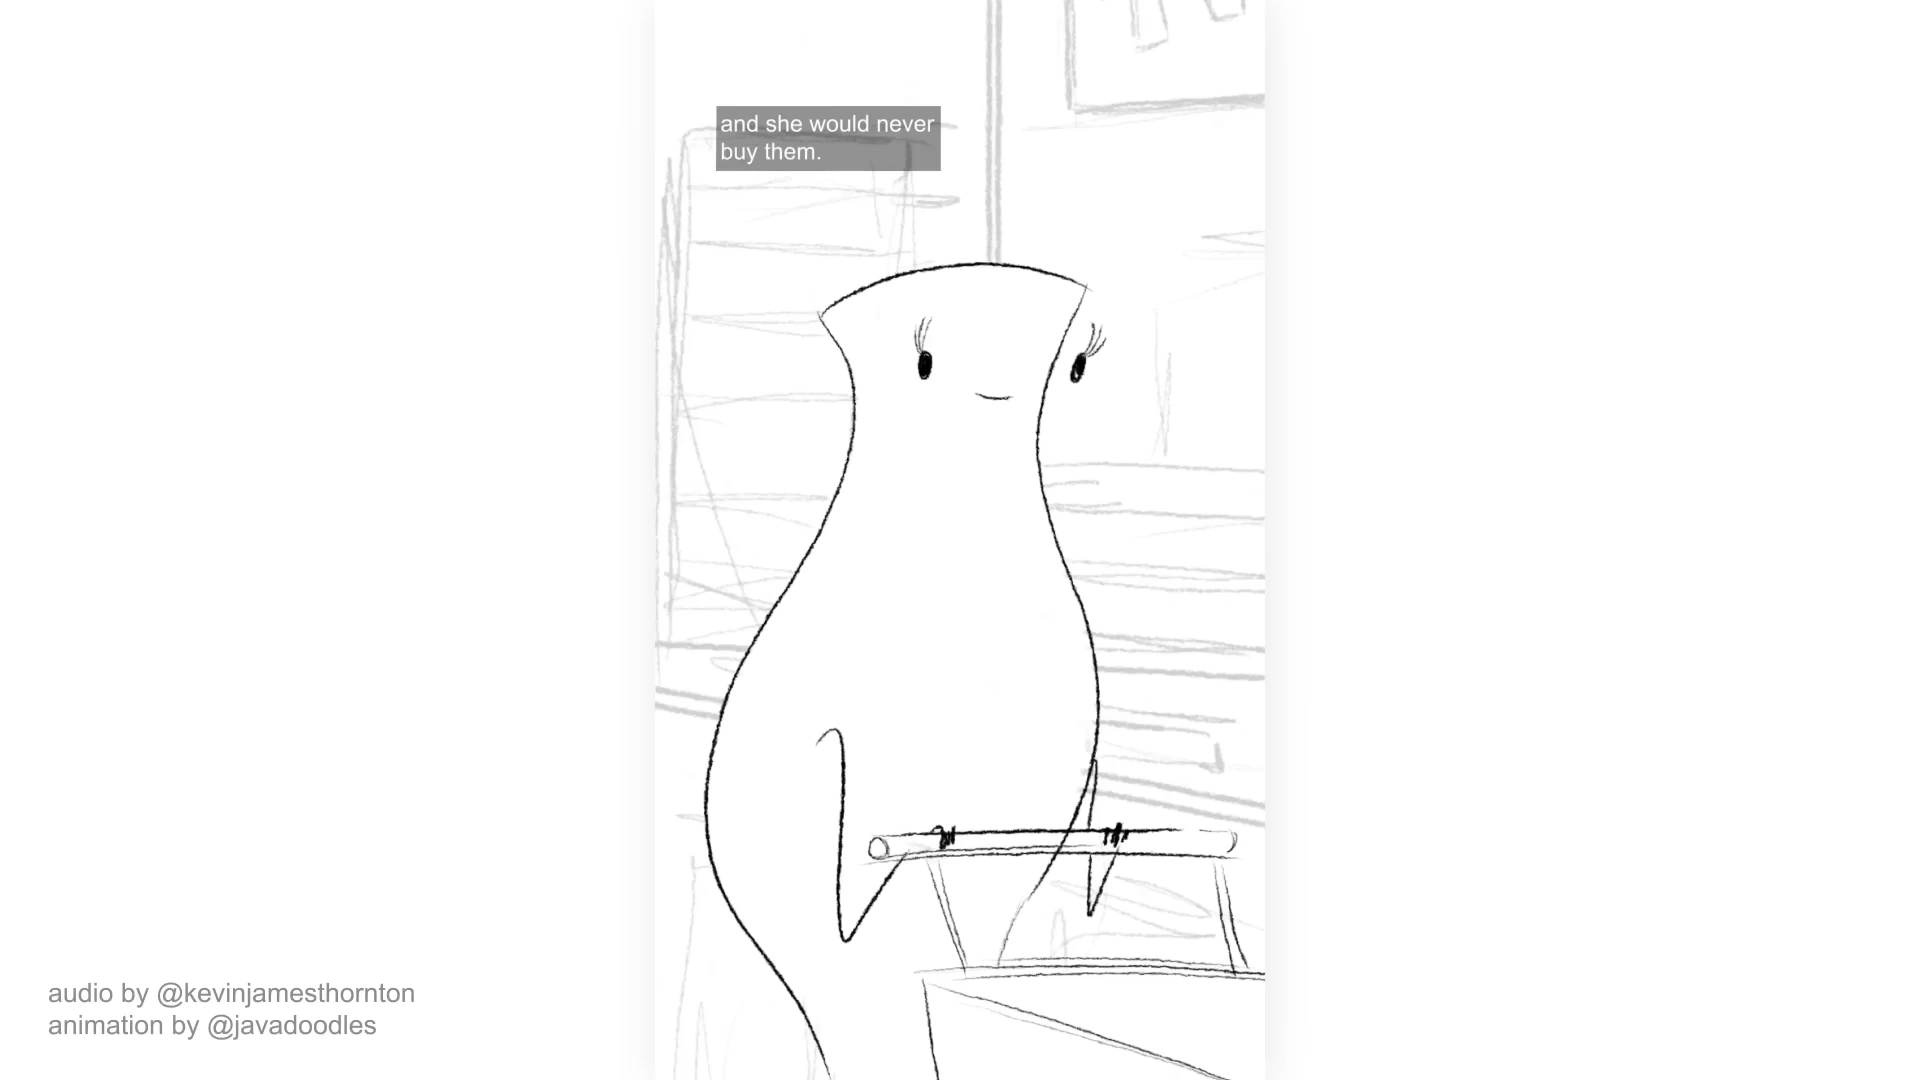 and she would never
buy them.
audio by @kevinjamesthornton
animation by @javadoodles